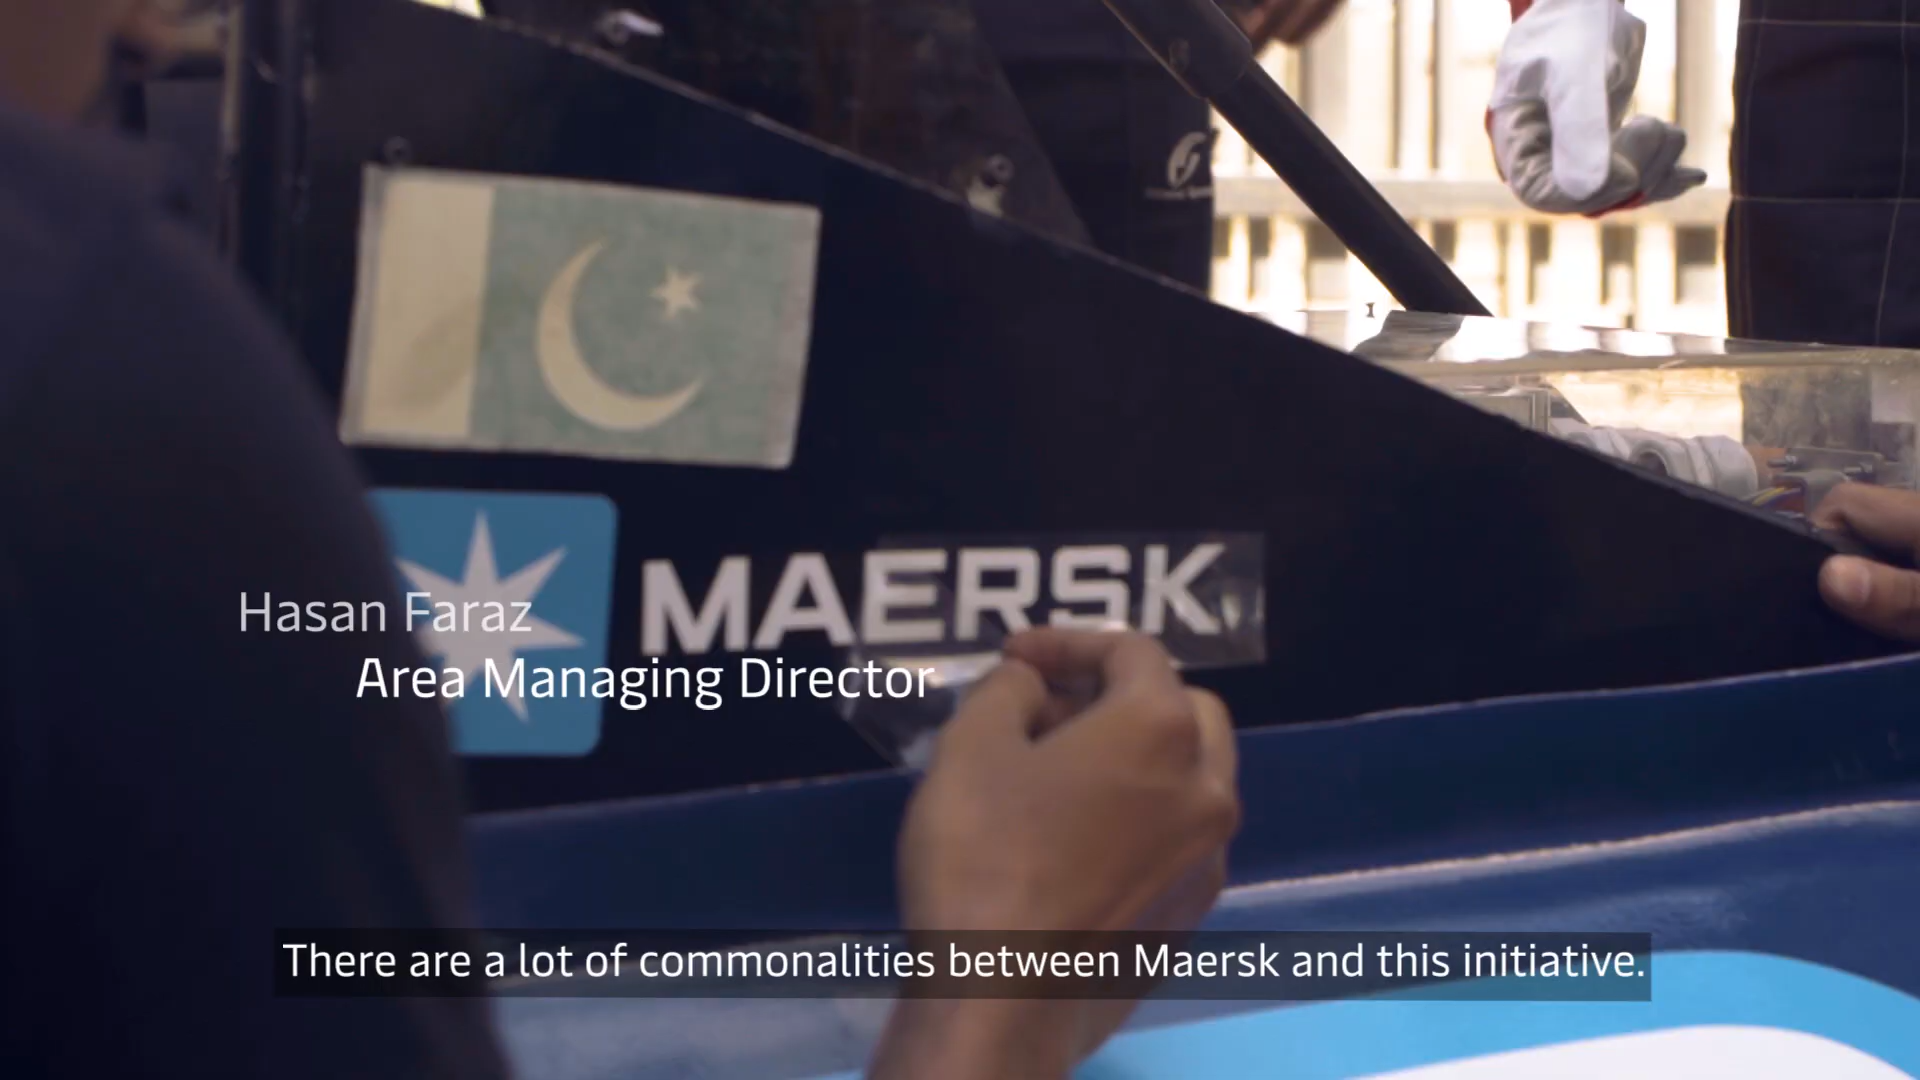 MAERSK
Hasan Faraz
Area Managing Director
There are a lot of commonalities between Maersk and this initiative.